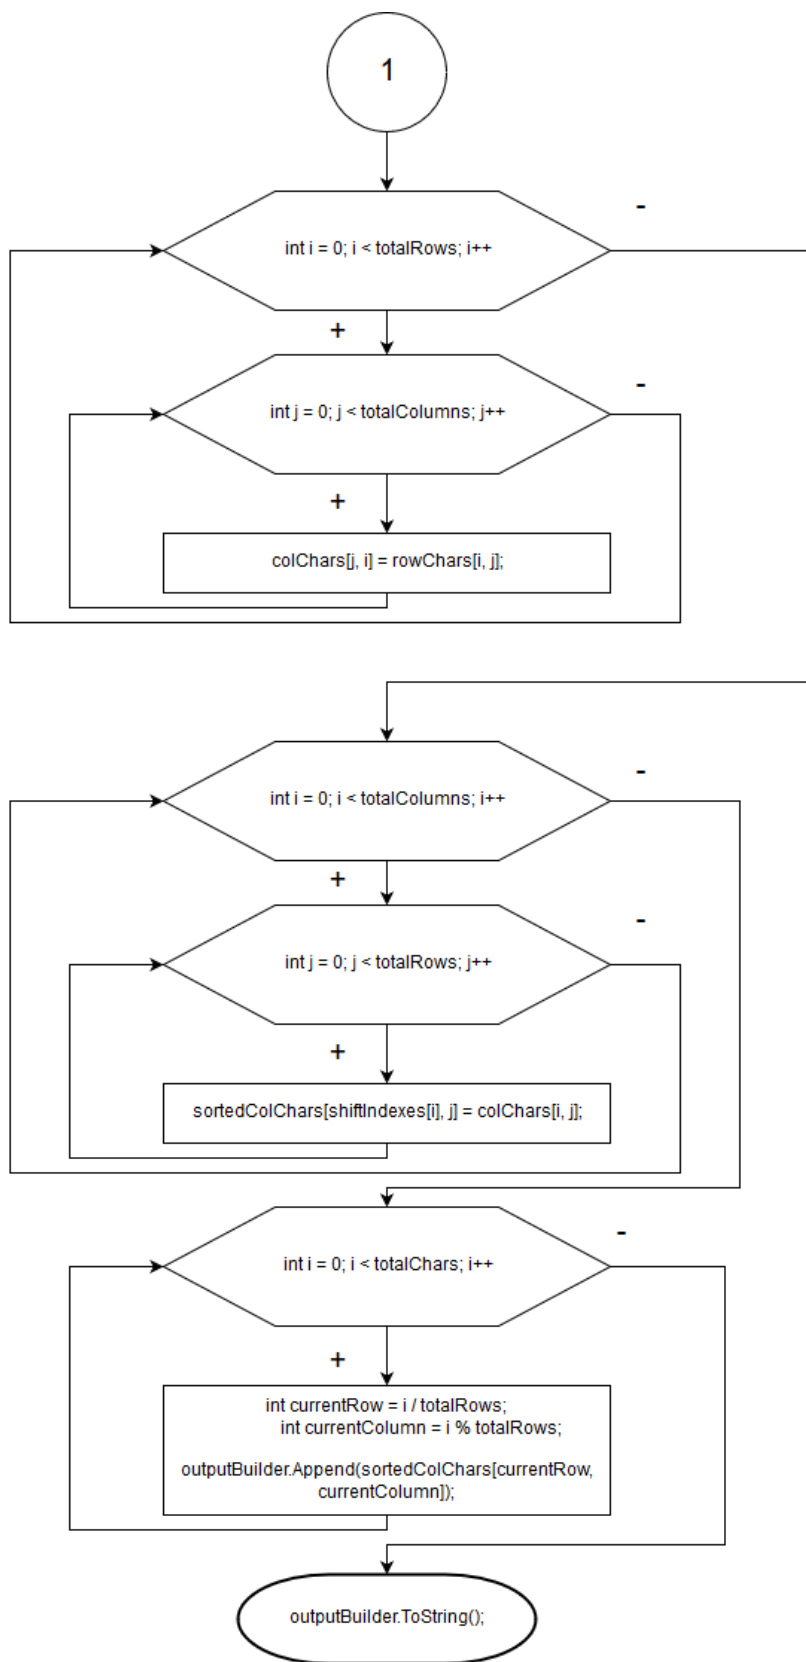 1
-
int i = 0; i < totalRows; i++
+
-
int j = 0; j < totalColumns; j++
+
colChars[j, i] = rowChars[i, j];
-
int i = 0; i < totalColumns; i++
+
-
int j = 0; j < totalRows; j++
+
sortedColChars[shiftIndexes[i], j] = colChars[i, j];
-
int i = 0; i < totalChars; i++
+
int currentRow = i / totalRows;
int currentColumn = i % totalRows;
outputBuilder.Append(sortedColChars[currentRow,
currentColumn]);
outputBuilder.ToString();